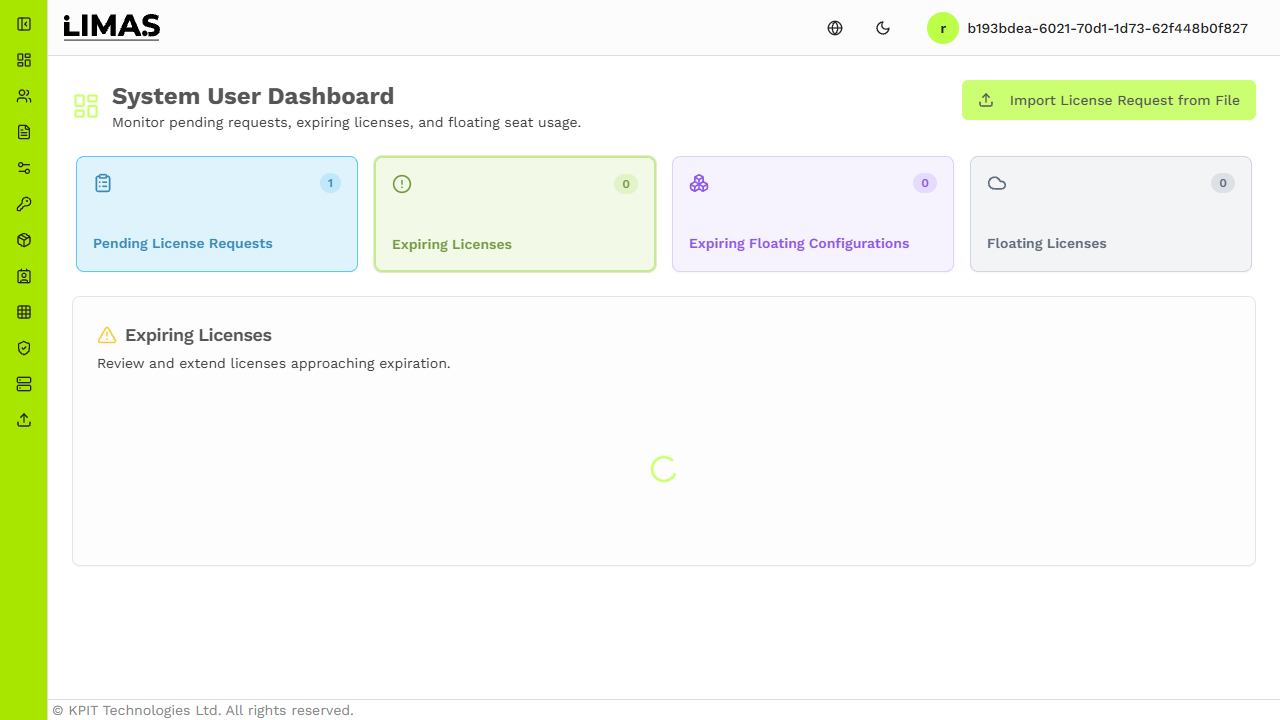 iLIMAS
r
b193bdea-6021-70d1-1d73-62f448b0f827
System User Dashboard
Monitor pending requests, expiring licenses, and floating seat usage.
Import License Request from File
1
Pending License Requests
0
Expiring Licenses
0
Expiring Floating Configurations
0
Floating Licenses
Expiring Licenses
Review and extend licenses approaching expiration.
© KPIT Technologies Ltd. All rights reserved.